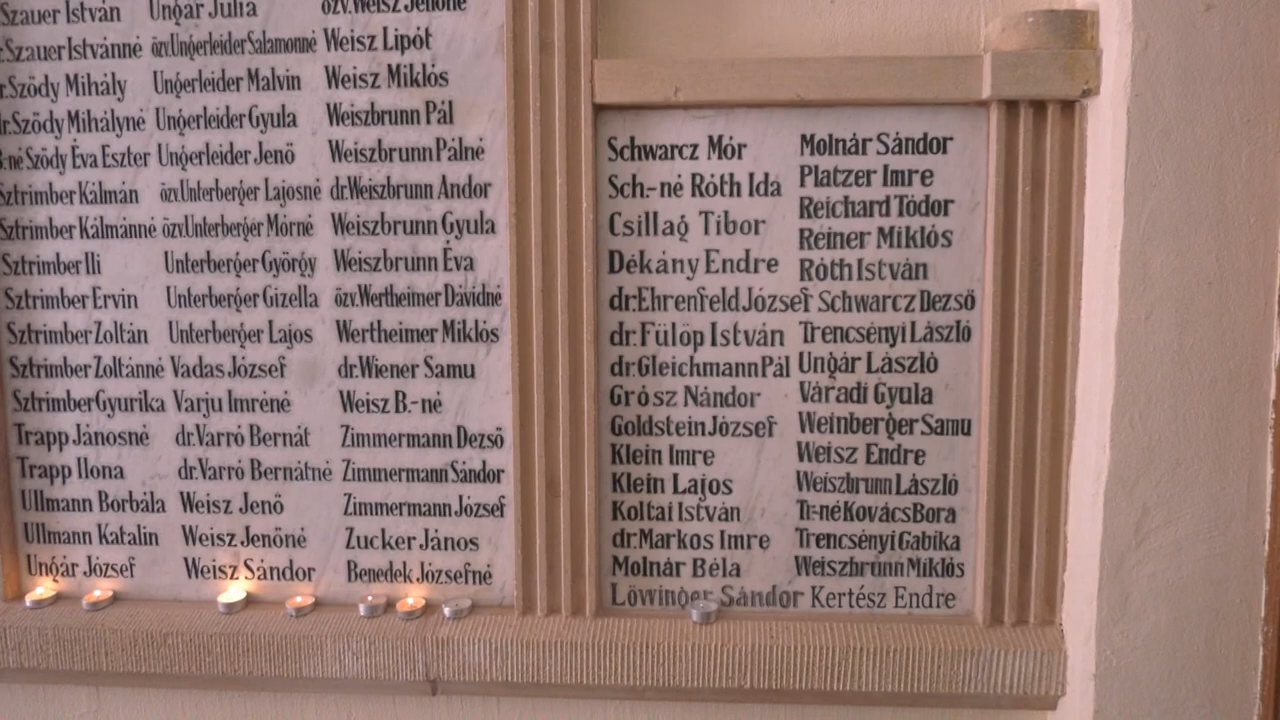 Szauer István
Szauer Istvánné
dr.Sződy Mihály
dr.Sződy Mihályné
B-né Sződy Éva Eszter
Sztrimber Kálmán
Sztrimber Kálmánné
Sztrimber Ili
Sztrimber Ervin
Sztrimber Zoltán
Sztrimber Zoltánné
Sztrimber Gyurika
Trapp Jánosné
Trapp Ilona
Ullmann Borbála
Ullmann Katalin
Ungár József
Ungár Júlia
özv.Ungerleider Salamonné
Ungerleider Malvin
Ungerleider Gyula
Ungerleider Jenő
özv.Unterberger Lajosné
özv.Unterberger Mórné
Unterberger György
Unterberger Gizella
Unterberger Lajos
Vadas József
Varju Imréné
dr.Varró Bernát
dr.Varró Bernátné
Weisz Jenő
Weisz Jenőné
Weisz Sándor
özv.Weisz Jenőné
Weisz Lipót
Weisz Miklós
Weiszbrunn Pál
Weiszbrunn Pálné
dr.Weiszbrunn Andor
Weiszbrunn Gyula
Weiszbrunn Éva
özv.Wertheimer Dávidné
Wertheimer Miklós
dr.Wiener Samu
Weisz B.-né
Zimmermann Dezső
Zimmermann Sándor
Zimmermann József
Zucker János
Benedek Józsefné
Schwarcz Mór
Sch.-né Róth Ida
Csillag Tibor
Dékány Endre
dr.Ehrenfeld József
dr.Fülöp István
dr.Gleichmann Pál
Grósz Nándor
Goldstein József
Klein Imre
Klein Lajos
Koltai István
dr.Markos Imre
Molnár Béla
Löwinger Sándor
Molnár Sándor
Platzer Imre
Reichard Tódor
Reiner Miklós
Róth István
Schwarcz Dezső
Trencsényi László
Ungár László
Váradi Gyula
Weinberger Samu
Weisz Endre
Weiszbrunn László
Tr-né Kovács Bora
Trencsényi Gabika
Weiszbrunn Miklós
Kertész Endre